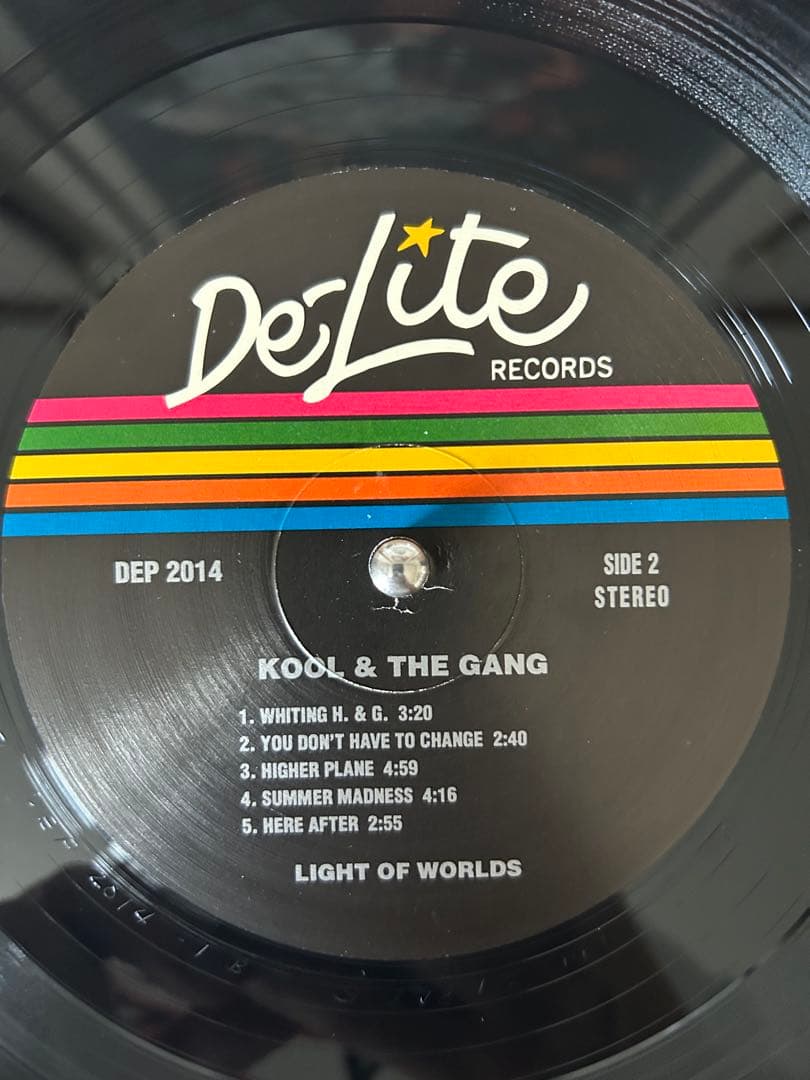 De-Lite
RECORDS
DEP 2014
SIDE 2
STEREO
KOOL & THE GANG
1. WHITING H. & G. 3:20
2. YOU DON'T HAVE TO CHANGE 2:40
3. HIGHER PLANE 4:59
4. SUMMER MADNESS 4:16
5. HERE AFTER 2:55
LIGHT OF WORLDS
2014 - 1 B